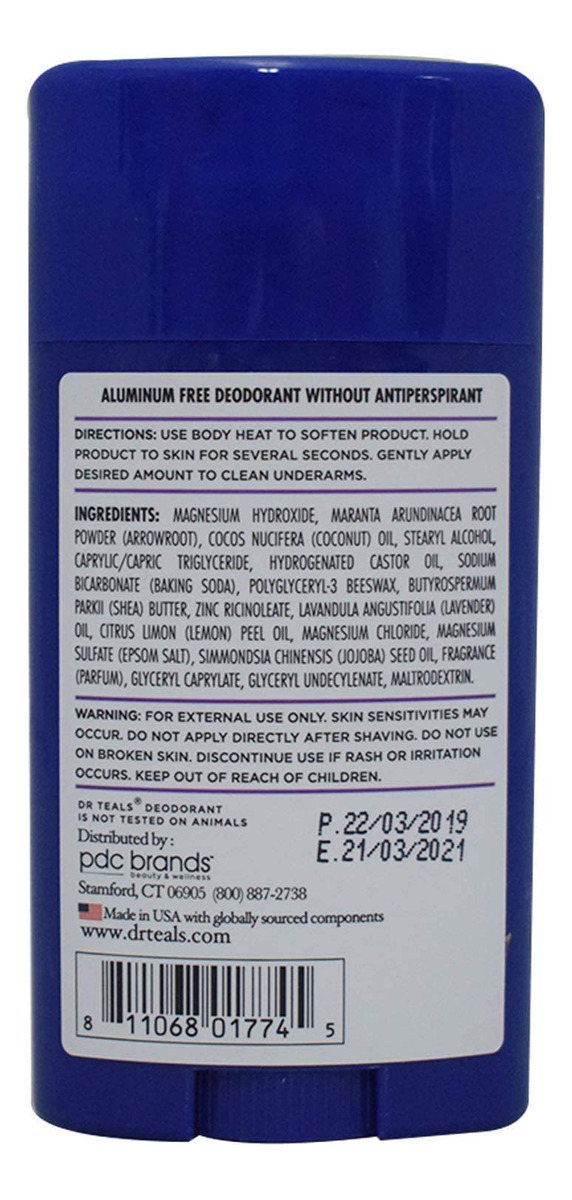 ALUMINUM FREE DEODORANT WITHOUT ANTIPERSPIRANT
DIRECTIONS: USE BODY HEAT TO SOFTEN PRODUCT. HOLD
PRODUCT TO SKIN FOR SEVERAL SECONDS. GENTLY APPLY
DESIRED AMOUNT TO CLEAN UNDERARMS.
INGREDIENTS: MAGNESIUM HYDROXIDE, MARANTA ARUNDINACEA ROOT
POWDER (ARROWROOT), COCOS NUCIFERA (COCONUT) OIL, STEARYL ALCOHOL,
CAPRYLIC/CAPRIC TRIGLYCERIDE, HYDROGENATED CASTOR OIL, SODIUM
BICARBONATE (BAKING SODA), POLYGLYCERYL-3 BEESWAX, BUTYROSPERMUM
PARKII (SHEA) BUTTER, ZINC RICINOLEATE, LAVANDULA ANGUSTIFOLIA (LAVENDER)
OIL, CITRUS LIMON (LEMON) PEEL OIL, MAGNESIUM CHLORIDE, MAGNESIUM
SULFATE (EPSOM SALT), SIMMONDSIA CHINENSIS (JOJOBA) SEED OIL, FRAGRANCE
(PARFUM), GLYCERYL CAPRYLATE, GLYCERYL UNDECYLENATE, MALTRODEXTRIN.
WARNING: FOR EXTERNAL USE ONLY. SKIN SENSITIVITIES MAY
OCCUR. DO NOT APPLY DIRECTLY AFTER SHAVING. DO NOT USE
ON BROKEN SKIN. DISCONTINUE USE IF RASH OR IRRITATION
OCCURS. KEEP OUT OF REACH OF CHILDREN.
DR TEALS® DEODORANT
IS NOT TESTED ON ANIMALS
P.22/03/2019
E.21/03/2021
Distributed by :
pdc brands™
beauty & wellness
Stamford, CT 06905 (800) 887-2738
Made in USA with globally sourced components
www.drteals.com
8 11068 01774 5